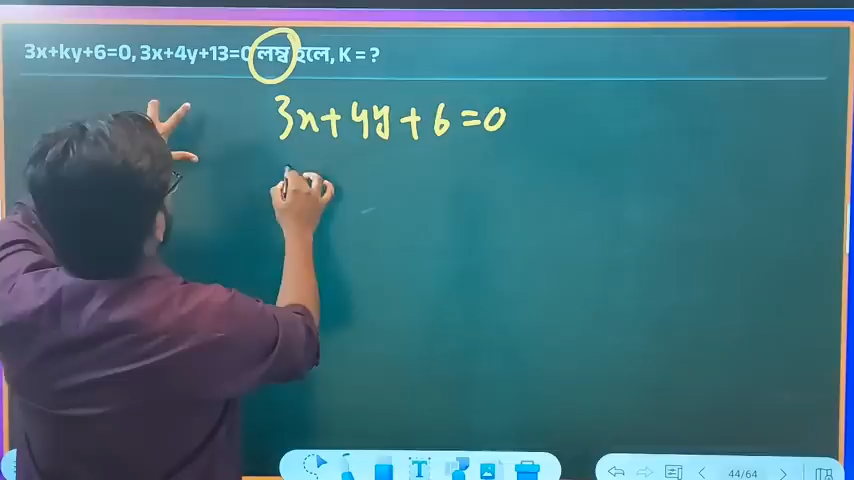 3x+ky+6=0, 3x+4y+13=0 লম্ব হলে, K = ?
3x + 4y + 6 = 0
T
44/64